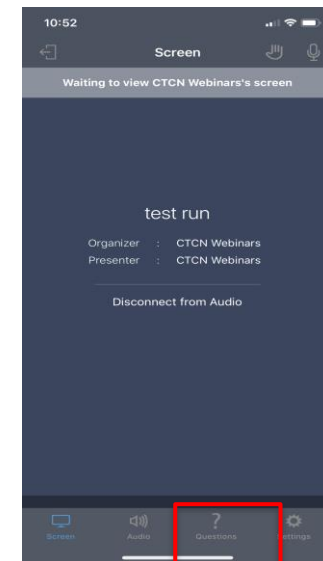 10:52
Screen
Waiting to view CTCN Webinars's screen
test run
Organizer : CTCN Webinars
Presenter : CTCN Webinars
Disconnect from Audio
Screen Audio Questions Settings